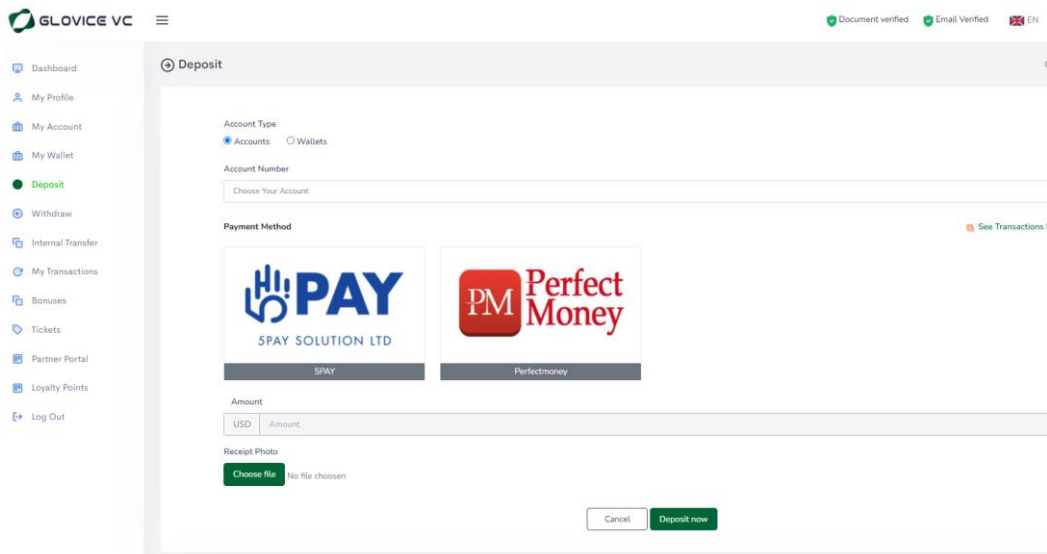 GLOVICE VC
Document verified
Email Verified
EN
Dashboard
My Profile
My Account
My Wallet
Deposit
Withdraw
Internal Transfer
My Transactions
Bonuses
Tickets
Partner Portal
Loyalty Points
Log Out
Deposit
Account Type
Accounts
Wallets
Account Number
Choose Your Account
Payment Method
See Transactions
5PAY
5PAY SOLUTION LTD
5PAY
PM Perfect
Money
Perfectmoney
Amount
USD Amount
Receipt Photo
Choose file No file choosen
Cancel
Deposit now